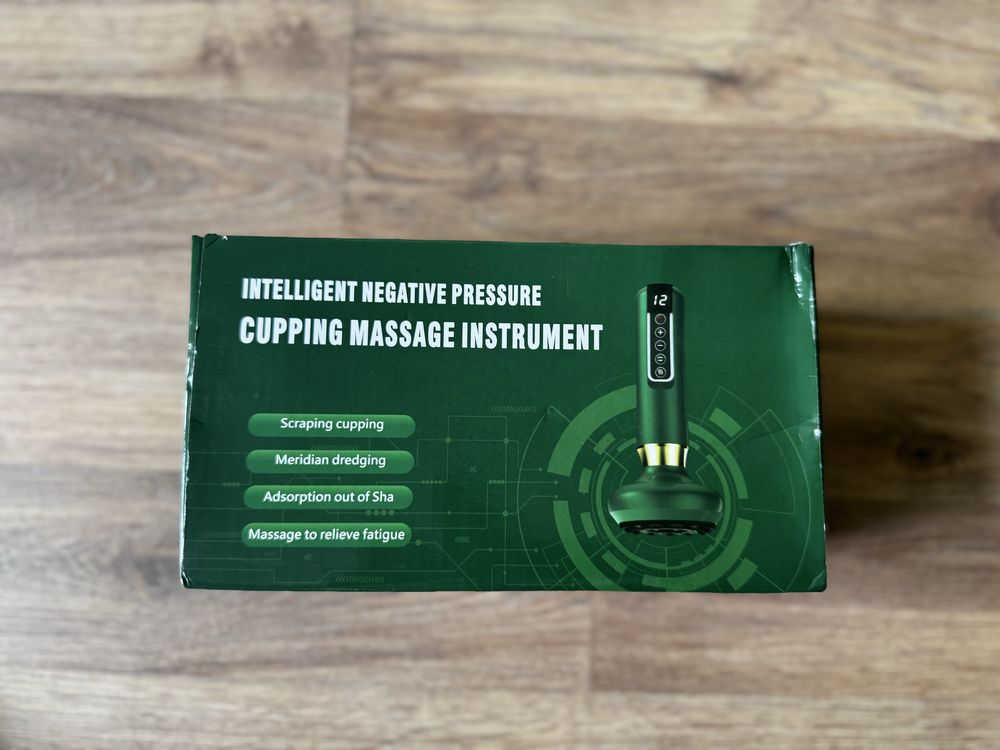 INTELLIGENT NEGATIVE PRESSURE
CUPPING MASSAGE INSTRUMENT
12
Scraping cupping
Meridian dredging
Adsorption out of Sha
Massage to relieve fatigue